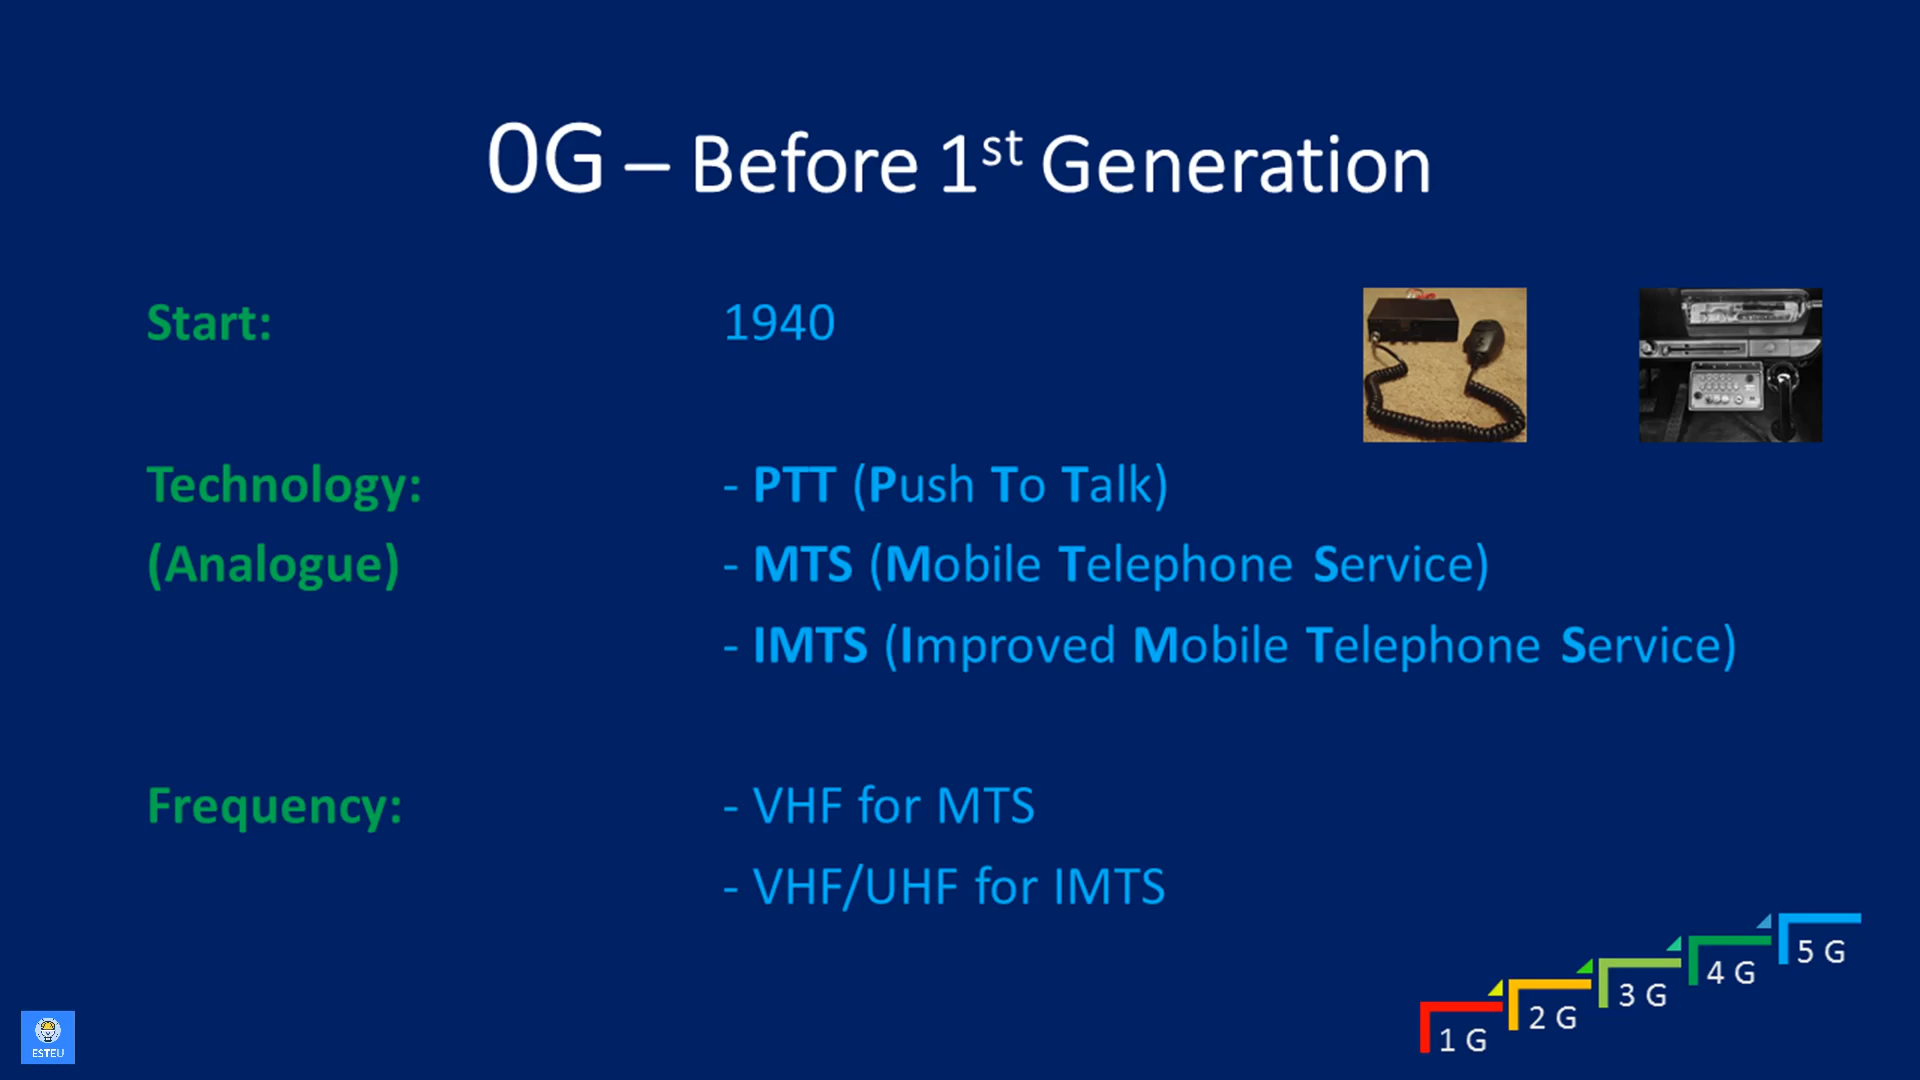 0G – Before 1st Generation
Start: 1940
Technology: - PTT (Push To Talk)
(Analogue) - MTS (Mobile Telephone Service)
- IMTS (Improved Mobile Telephone Service)
Frequency: - VHF for MTS
- VHF/UHF for IMTS
5 G
4 G
3 G
2 G
1 G
ESTEU